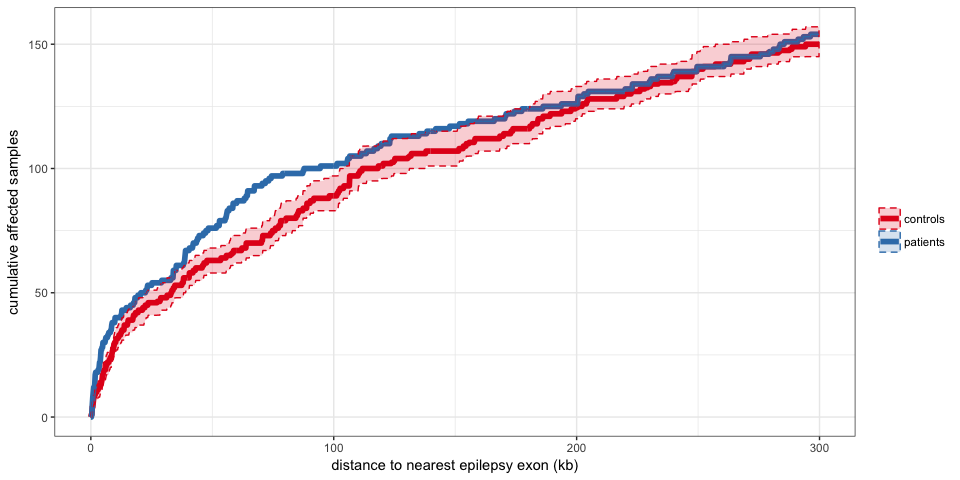 cumulative affected samples
150
100
50
0
0 100 200 300
distance to nearest epilepsy exon (kb)
controls
patients